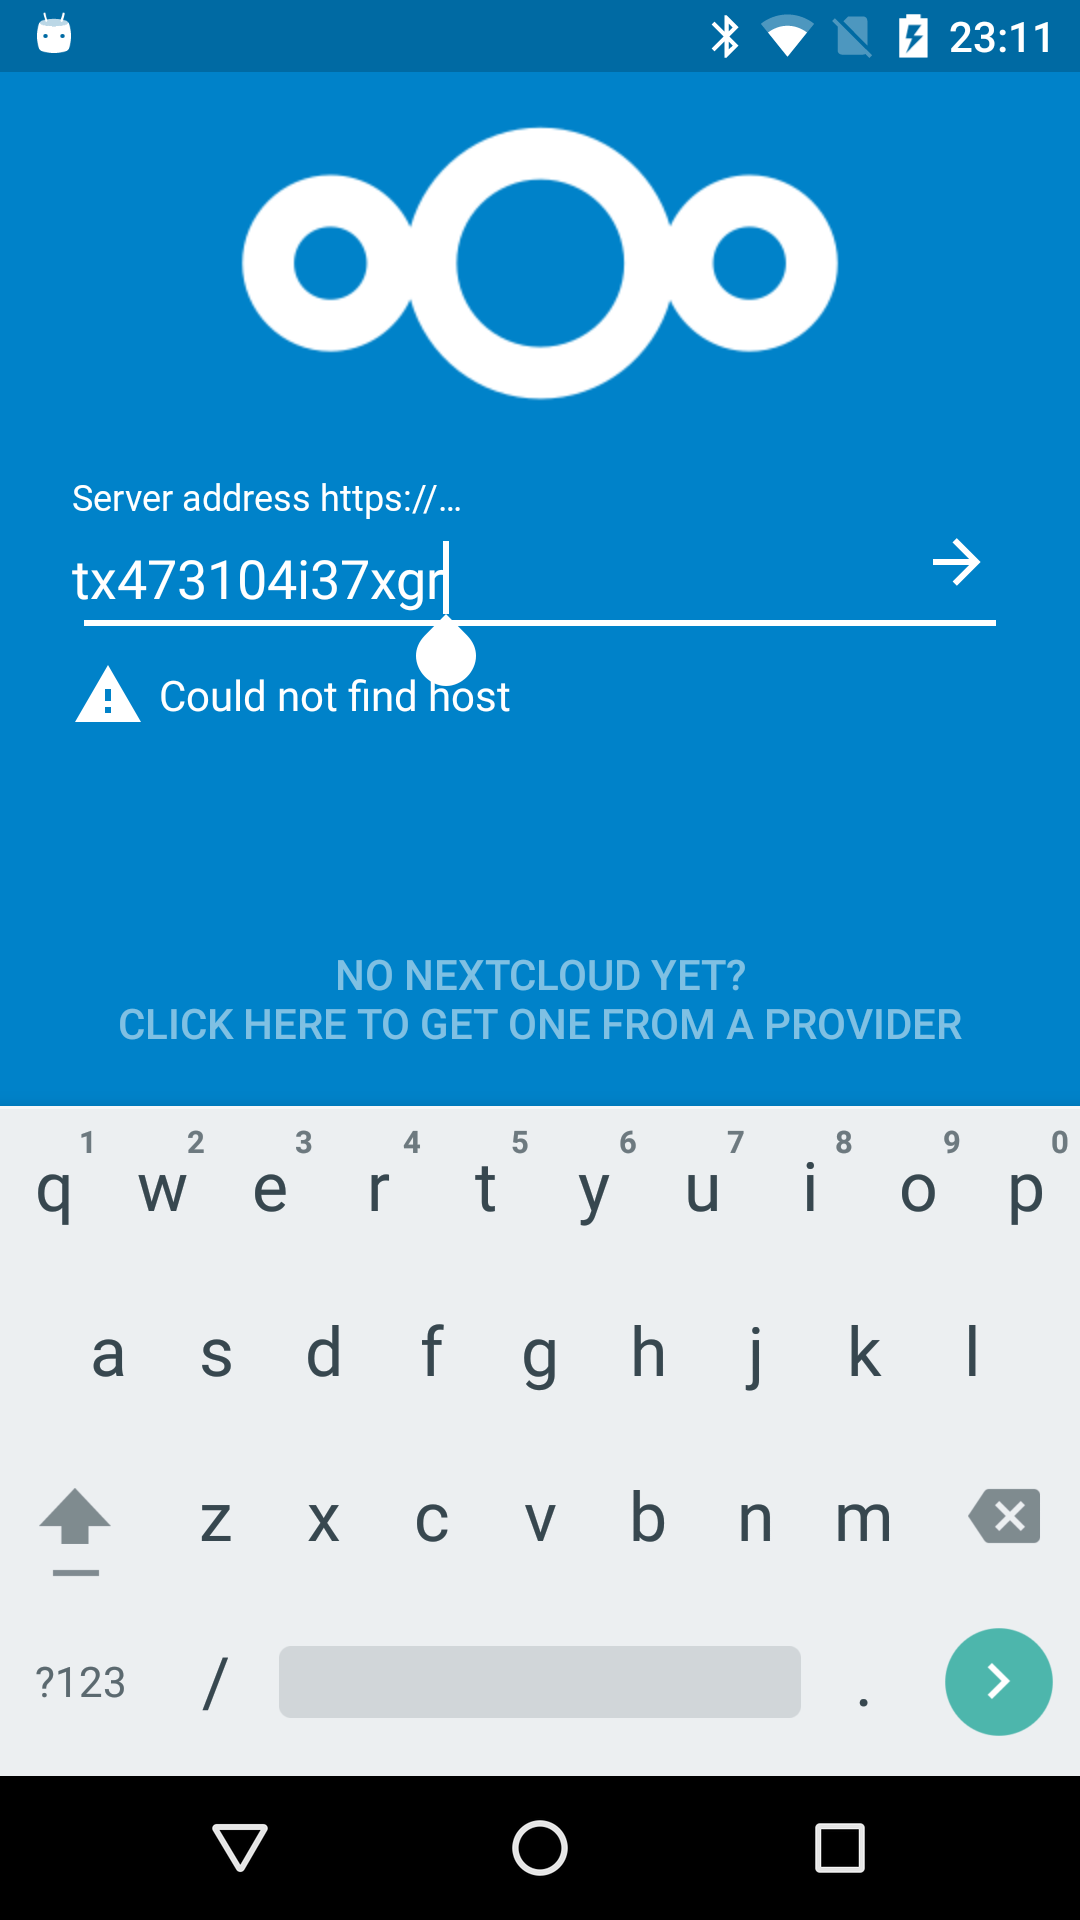 23:11
Server address https://…
tx473104i37xgr
Could not find host
NO NEXTCLOUD YET?
CLICK HERE TO GET ONE FROM A PROVIDER
1 2 3 4 5 6 7 8 9 0
q w e r t y u i o p
a s d f g h j k l
z x c v b n m
?123 / .